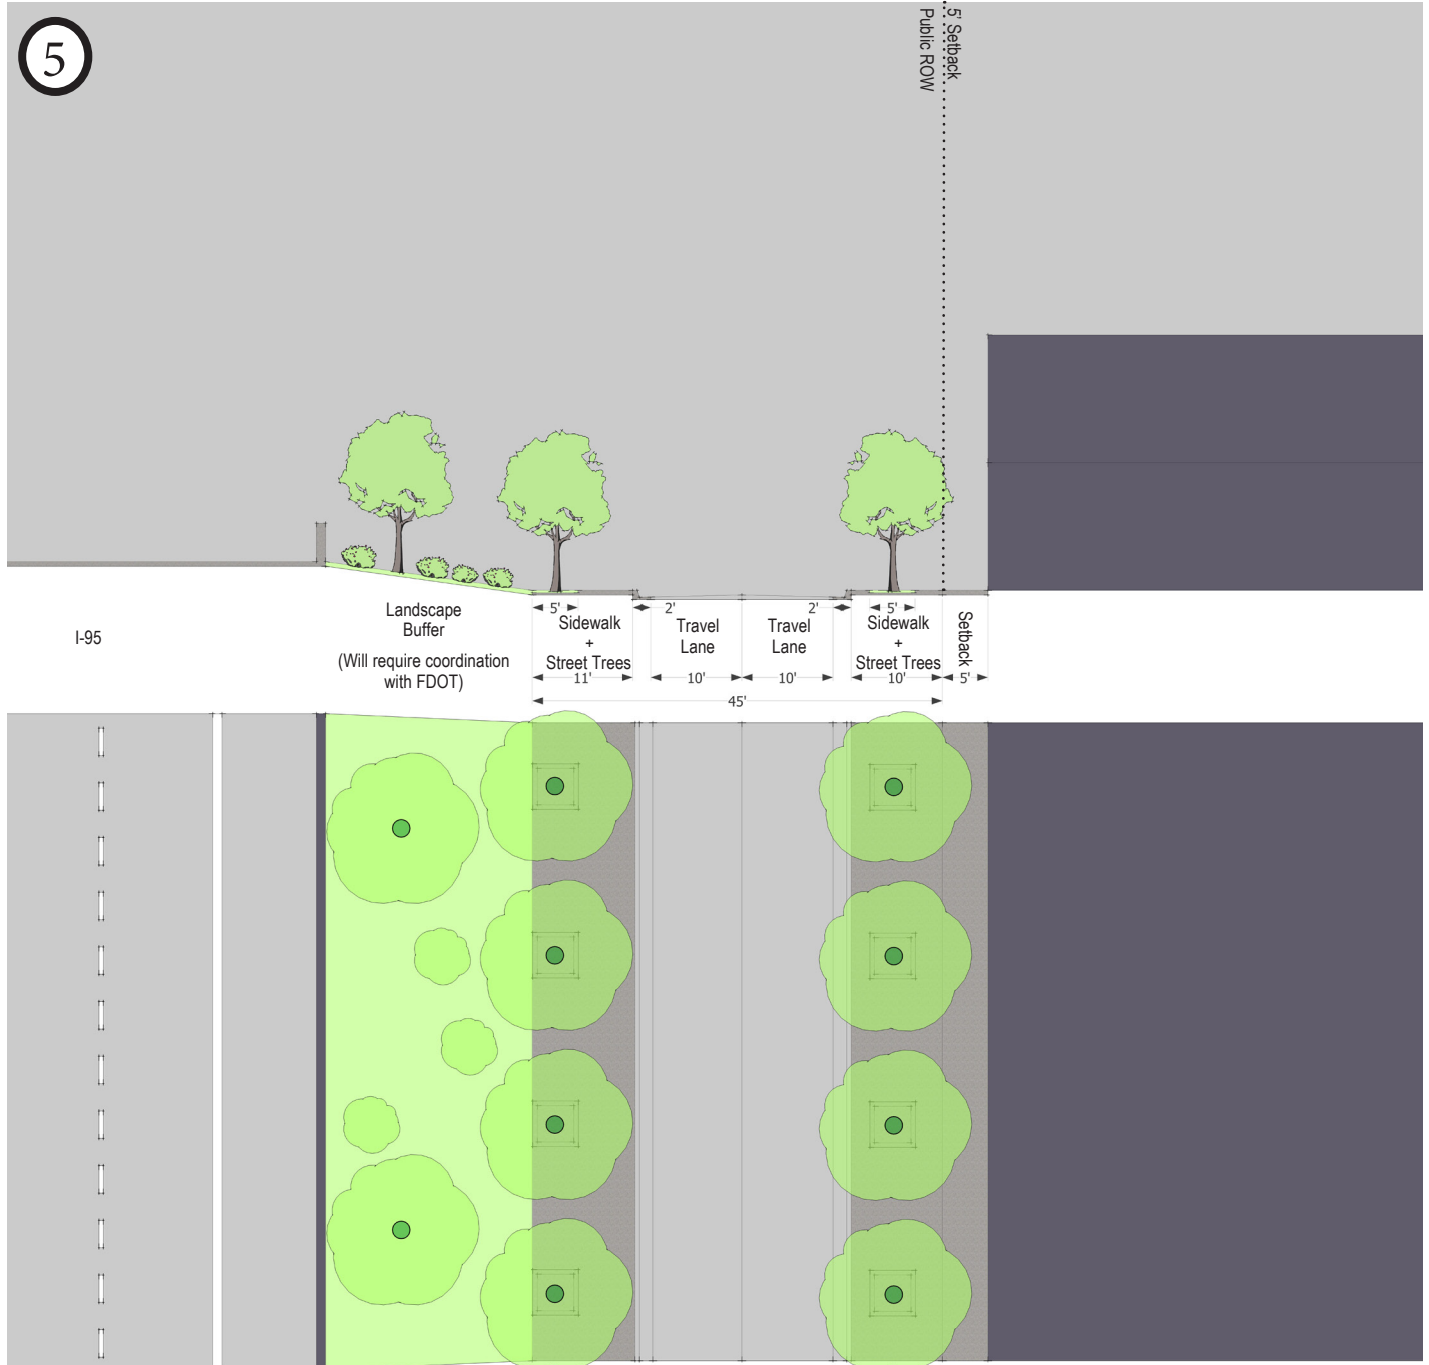 5
5' Setback
Public ROW
I-95
Landscape
Buffer
(Will require coordination
with FDOT)
5'
Sidewalk
+
Street Trees
11'
2'
Travel
Lane
10'
Travel
Lane
10'
2'
5'
Sidewalk
+
Street Trees
10'
Setback
5'
45'